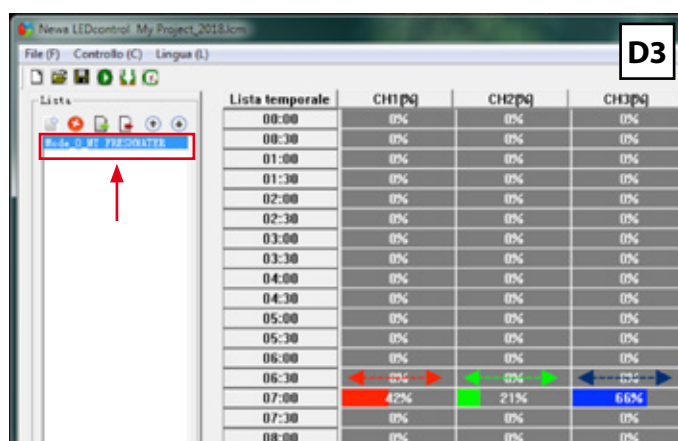 Newa LEDcontrol My Project_2018.lcm
D3
File (F) Controllo (C) Lingua (L)
Lista
Lista temporale CH1[%] CH2[%] CH3[%]
Mode_0_MY FRESHWATER
00:00 0% 0% 0%
00:30 0% 0% 0%
01:00 0% 0% 0%
01:30 0% 0% 0%
02:00 0% 0% 0%
02:30 0% 0% 0%
03:00 0% 0% 0%
03:30 0% 0% 0%
04:00 0% 0% 0%
04:30 0% 0% 0%
05:00 0% 0% 0%
05:30 0% 0% 0%
06:00 0% 0% 0%
06:30 0% 0% 0%
07:00 42% 21% 66%
07:30 0% 0% 0%
08:00 0% 0% 0%